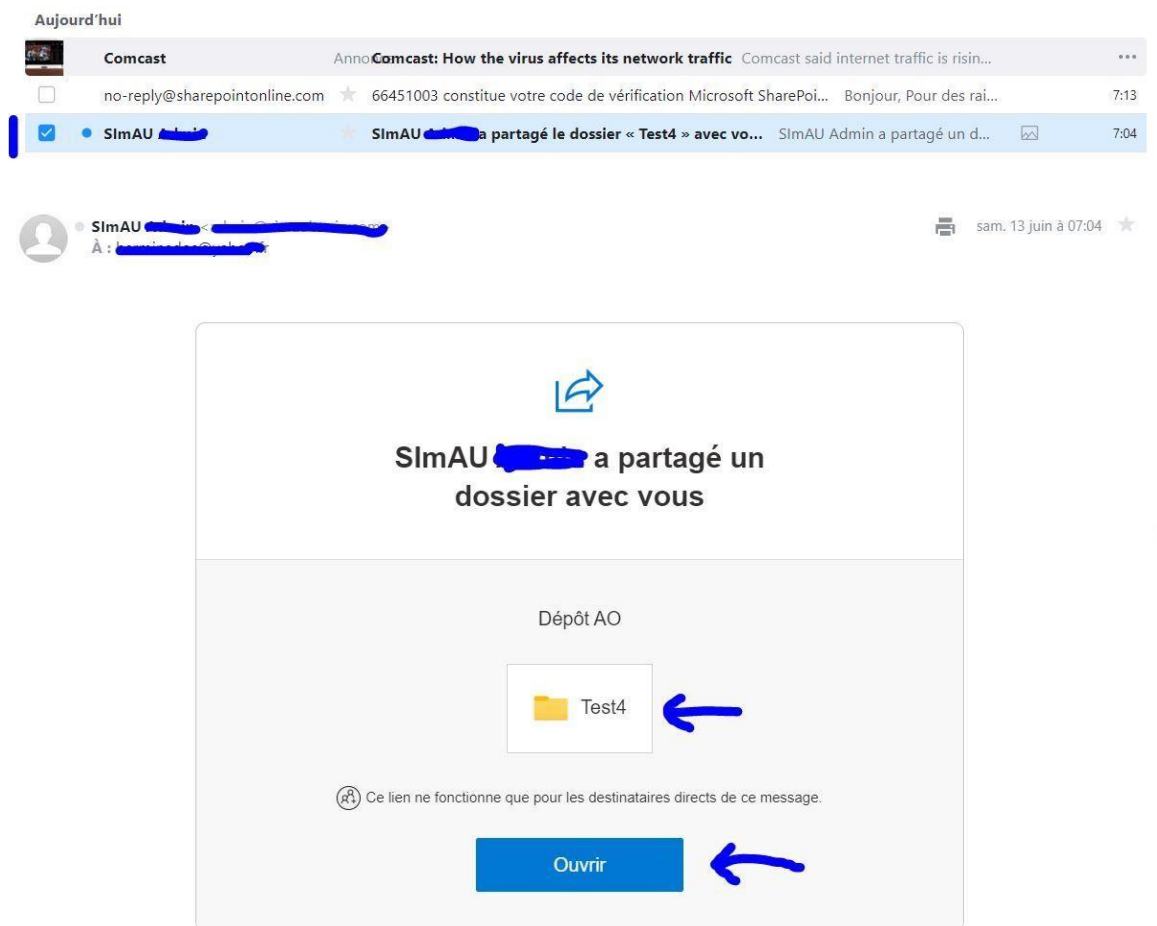 Aujourd'hui
Comcast Anno Comcast: How the virus affects its network traffic Comcast said internet traffic is risin... •••
no-reply@sharepointonline.com 66451003 constitue votre code de vérification Microsoft SharePoi... Bonjour, Pour des rai... 7:13
SImAU SImAU a partagé le dossier « Test4 » avec vo... SImAU Admin a partagé un d... 7:04
SImAU < sam. 13 juin à 07:04
À :
SImAU a partagé un
dossier avec vous
Dépôt AO
Test4
Ce lien ne fonctionne que pour les destinataires directs de ce message.
Ouvrir